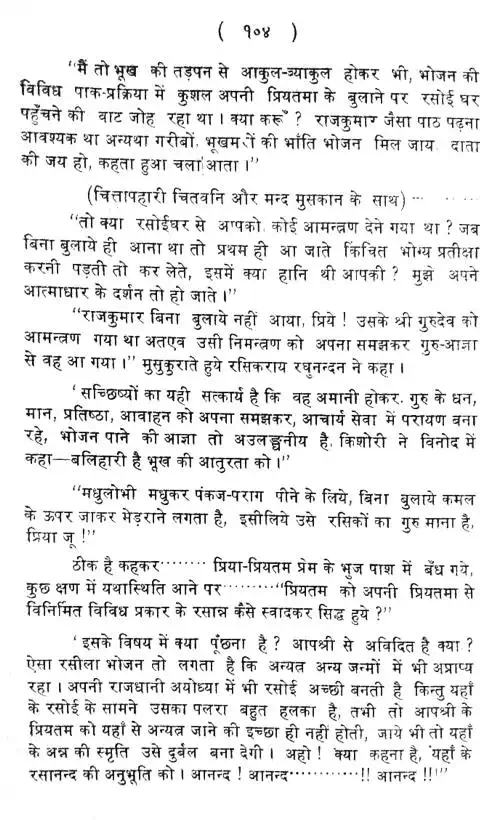 ( १०४ )
"मैं तो भूख की तड़पन से आकुल-व्याकुल होकर भी, भोजन की
विविध पाक-प्रक्रिया में कुशल अपनी प्रियतमा के बुलाने पर रसोई घर
पहुँचने की बाट जोह रहा था । क्या करूँ ? राजकुमार जैसा पाठ पढ़ना
आवश्यक था अन्यथा गरीबों, भूखमरों की भाँति भोजन मिल जाय, दाता
की जय हो, कहता हुआ चला आता ।"
(चित्तापहारी चितवनि और मन्द मुसकान के साथ)........
"तो क्या रसोईघर से आपको कोई आमन्त्रण देने गया था ? जब
बिना बुलाये ही आना था तो प्रथम ही आ जाते किंचित भोग्य प्रतीक्षा
करनी पड़ती तो कर लेते, इसमें क्या हानि थी आपकी ? मुझे अपने
आत्माधार के दर्शन तो हो जाते ।"
"राजकुमार बिना बुलाये नहीं आया, प्रिये ! उसके श्री गुरुदेव को
आमन्त्रण गया था अतएव उसी निमन्त्रण को अपना समझकर गुरु-आज्ञा
से वह आ गया ।" मुसुकुराते हुये रसिकराय रघुनन्दन ने कहा ।
'सच्छिष्यों का यही सत्कार्य है कि वह अमानी होकर. गुरु के धन,
मान, प्रतिष्ठा, आवाहन को अपना समझकर, आचार्य सेवा में परायण बना
रहे, भोजन पाने की आज्ञा तो अउलङ्घनीय है, किशोरी ने विनोद में
कहा—बलिहारी है भूख की आतुरता को ।"
"मधुलोभी मधुकर पंकज-पराग पीने के लिये, बिना बुलाये कमल
के ऊपर जाकर मेड़राने लगता है, इसीलिये उसे रसिकों का गुरु माना है,
प्रिया जू !"
ठीक है कहकर........ प्रिया-प्रियतम प्रेम के भुज पाश में बँध गये,
कुछ क्षण में यथास्थिति आने पर........."प्रियतम को अपनी प्रियतमा से
विनिर्मित विविध प्रकार के रसान्न कैसे स्वादकर सिद्ध हुये ?"
'इसके विषय में क्या पूँछना है ? आपश्री से अविदित है क्या ?
ऐसा रसीला भोजन तो लगता है कि अन्यत्र अन्य जन्मों में भी अप्राप्य
रहा । अपनी राजधानी अयोध्या में भी रसोई अच्छी बनती है किन्तु यहाँ
के रसोई के सामने उसका पलरा बहुत हलका है, तभी तो आपश्री के
प्रियतम को यहाँ से अन्यत्र जाने की इच्छा ही नहीं होती, जाये भी तो यहाँ
के अन्न की स्मृति उसे दुर्बल बना देगी । अहो ! क्या कहना है, यहाँ के
रसानन्द की अनुभूति को । आनन्द ! आनन्द............!! आनन्द !!!"